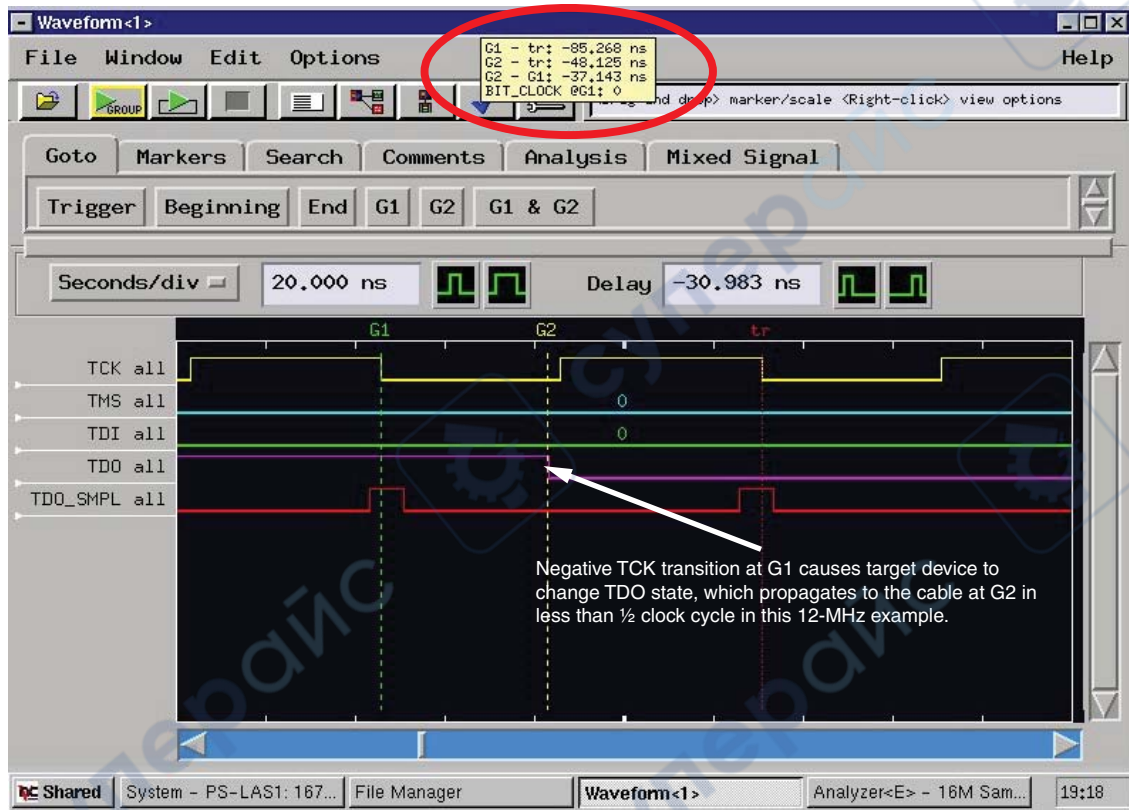 Waveform<1>
File Window Edit Options Help
G1 - tr: -85.268 ns
G2 - tr: -48.125 ns
G2 - G1: -37.143 ns
BIT_CLOCK @G1: 0
GROUP
and drop> marker/scale <Right-click> view options
Goto Markers Search Comments Analysis Mixed Signal
Trigger Beginning End G1 G2 G1 & G2
Seconds/div 20.000 ns Delay -30.983 ns
G1 G2 tr
TCK all
TMS all 0
TDI all 0
TDO all
TDO_SMPL all
Negative TCK transition at G1 causes target device to
change TDO state, which propagates to the cable at G2 in
less than ½ clock cycle in this 12-MHz example.
Shared System - PS-LAS1: 167... File Manager Waveform<1> Analyzer<E> - 16M Sam... 19:18
суперайс